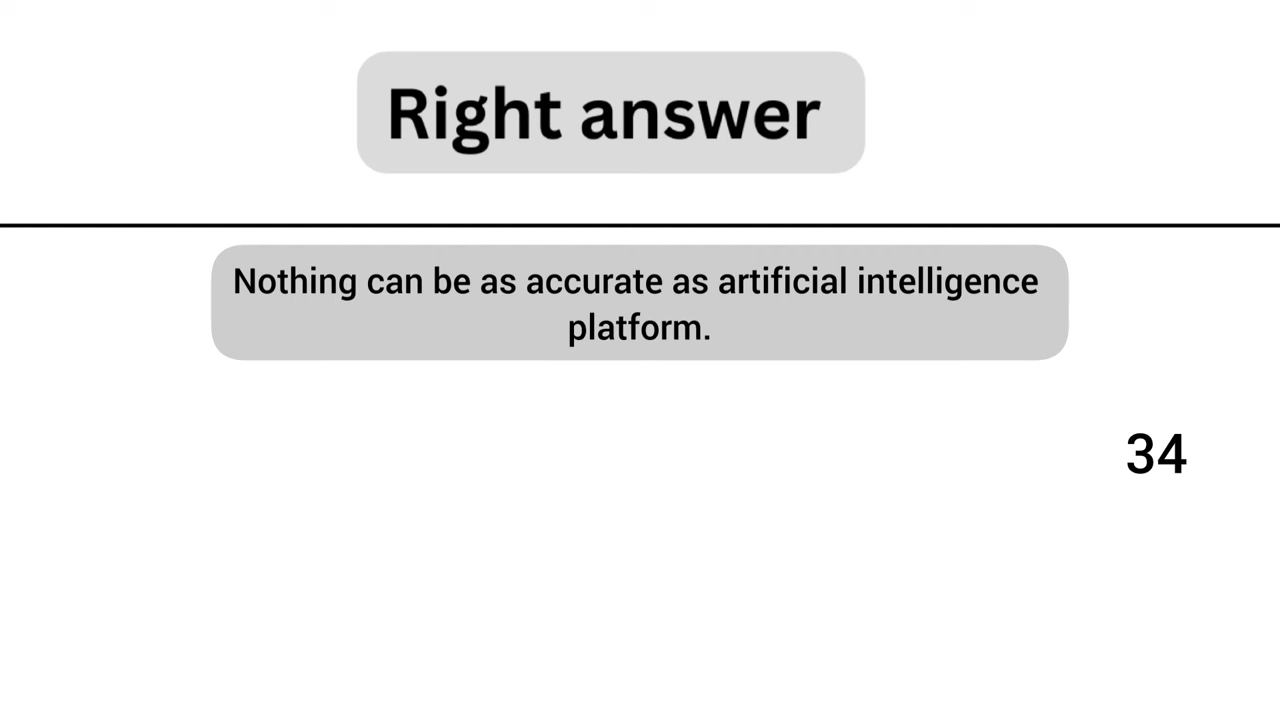 Right answer
Nothing can be as accurate as artificial intelligence
platform.
34